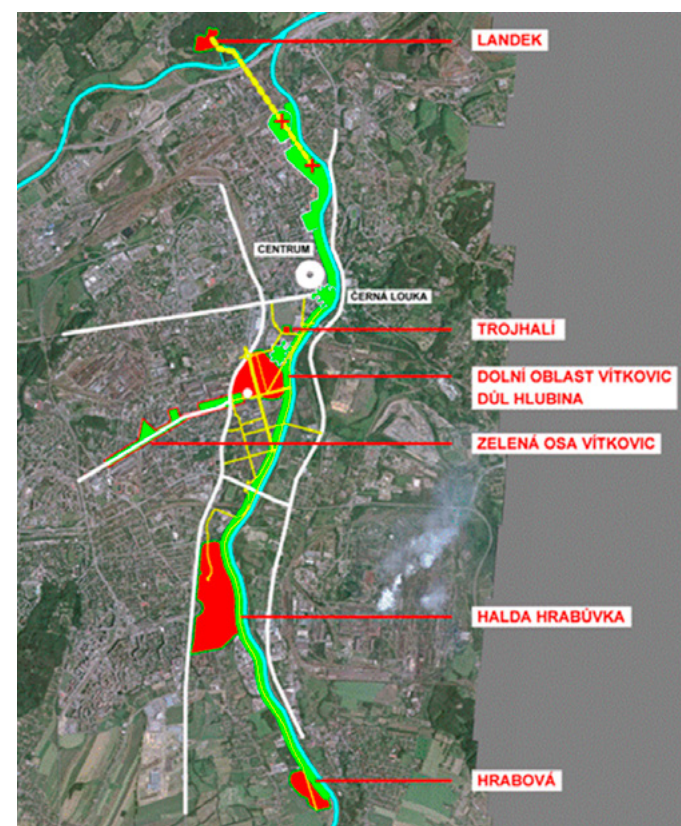 LANDEK
CENTRUM
ČERNÁ LOUKA
TROJHALÍ
DOLNÍ OBLAST VÍTKOVIC
DŮL HLUBINA
ZELENÁ OSA VÍTKOVIC
HALDA HRABŮVKA
HRABOVÁ